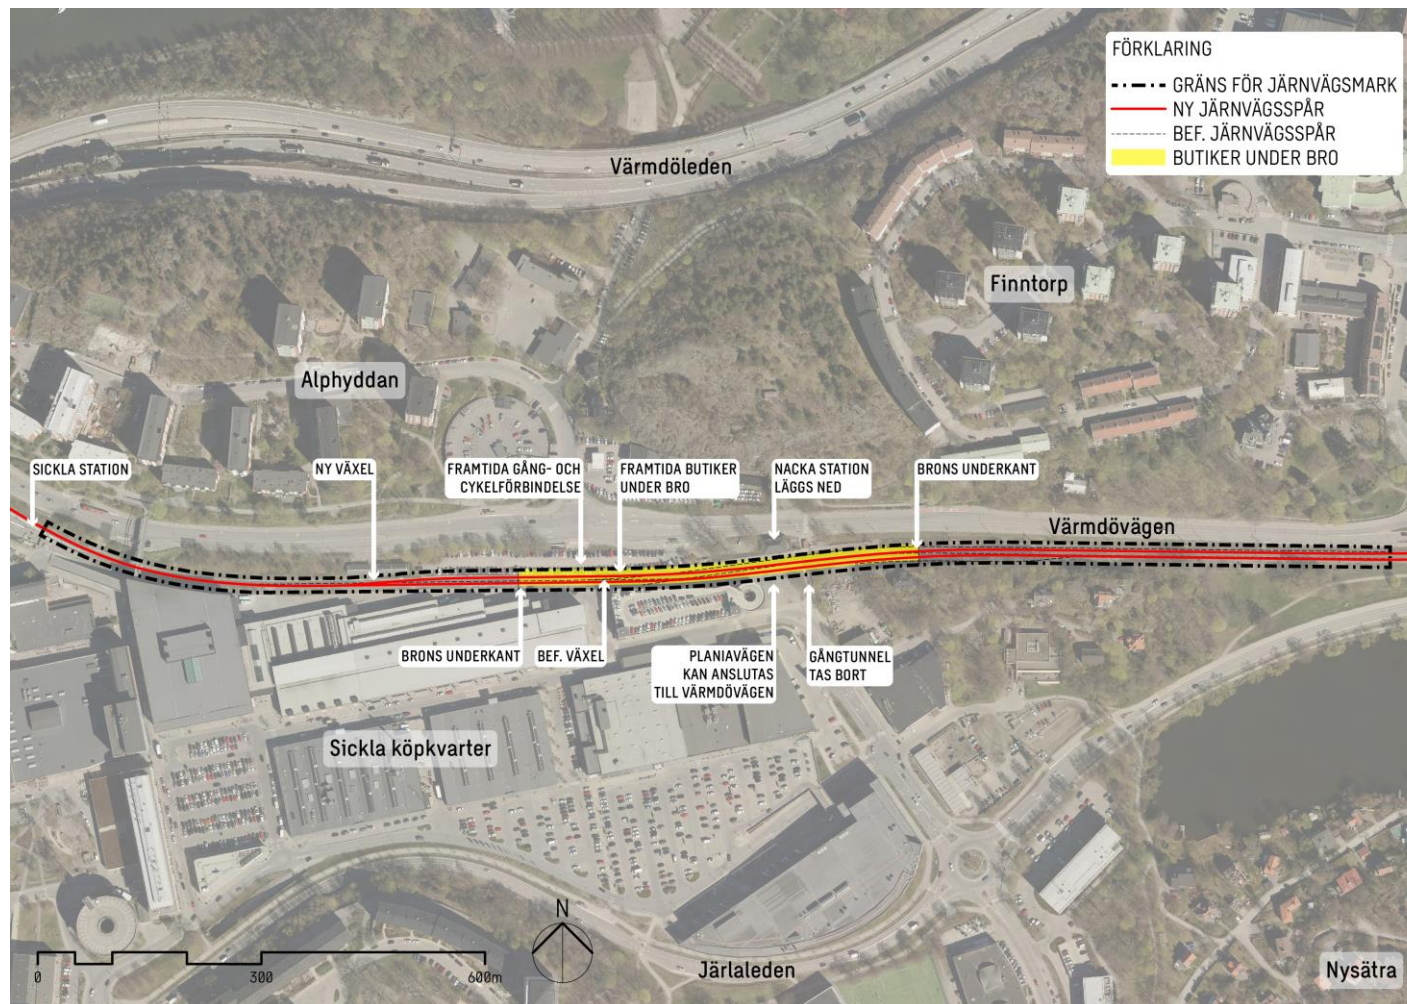 FÖRKLARING
GRÄNS FÖR JÄRNVÄGSMARK
NY JÄRNVÄGSSPÅR
BEF. JÄRNVÄGSSPÅR
BUTIKER UNDER BRO
Värmdöleden
Finntorp
Alphyddan
SICKLA STATION
NY VÄXEL
FRAMTIDA GÅNG- OCH
CYKELFÖRBINDELSE
FRAMTIDA BUTIKER
UNDER BRO
NACKA STATION
LÄGGS NED
BRONS UNDERKANT
Värmdövägen
BRONS UNDERKANT
BEF. VÄXEL
PLANIAVÄGEN
KAN ANSLUTAS
TILL VÄRMDÖVÄGEN
GÅNGTUNNEL
TAS BORT
Sickla köpkvarter
N
0 300 600m
Järlaleden
Nysätra